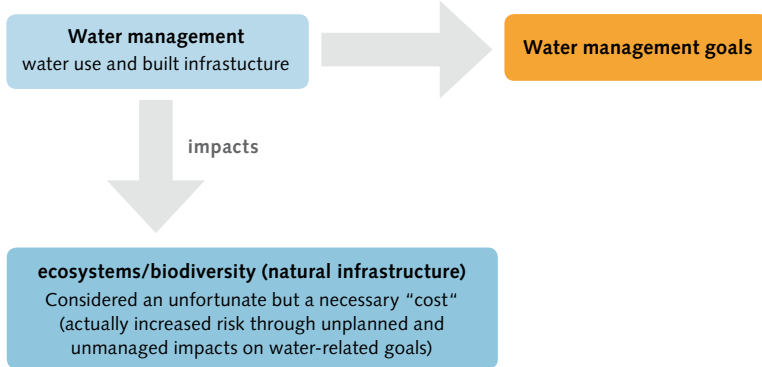 Water management
water use and built infrastucture
Water management goals
impacts
ecosystems/biodiversity (natural infrastructure)
Considered an unfortunate but a necessary “cost“
(actually increased risk through unplanned and
unmanaged impacts on water-related goals)